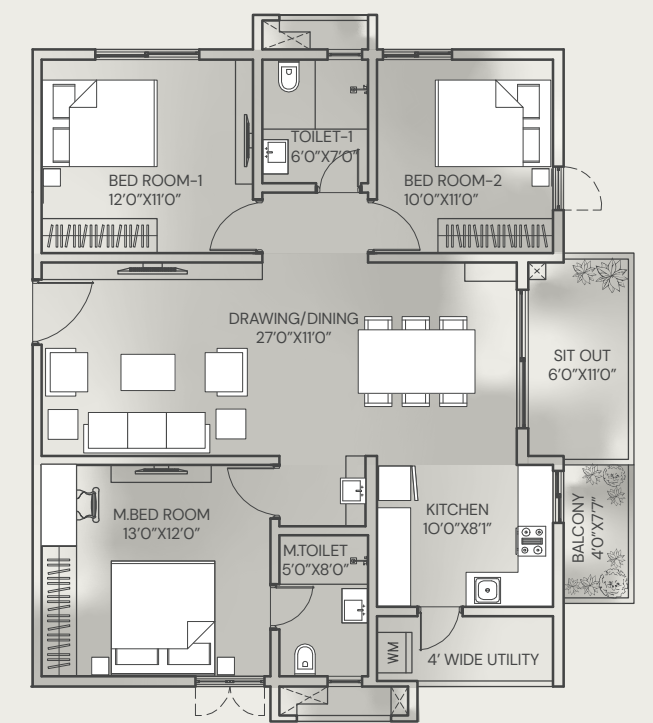 TOILET-1
6'0"X7'0"
BED ROOM-1
12'0"X11'0"
BED ROOM-2
10'0"X11'0"
DRAWING/DINING
27'0"X11'0"
SIT OUT
6'0"X11'0"
M.BED ROOM
13'0"X12'0"
KITCHEN
10'0"X8'1"
BALCONY
4'0"X7'7"
M.TOILET
5'0"X8'0"
WM
4' WIDE UTILITY